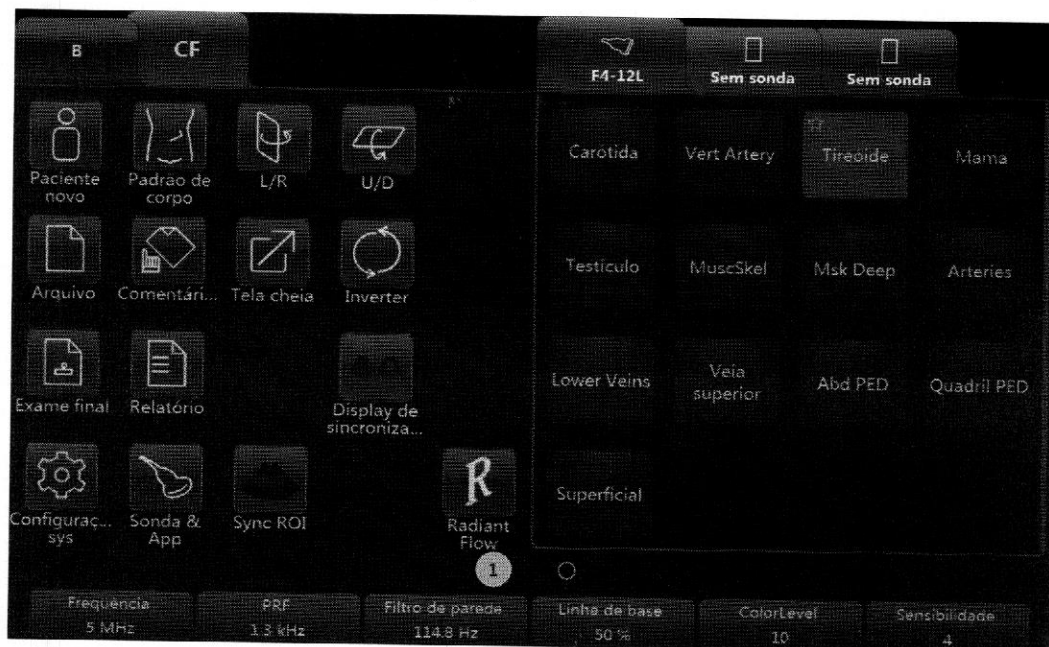 B
CF
F4-12L
Sem sonda
Sem sonda
Paciente
novo
Padrão de
corpo
L/R
U/D
Arquivo
Comentári...
Tela cheia
Inverter
Exame final
Relatório
Display de
sincroniza...
Configuraç...
sys
Sonda &
App
Sync ROI
R
Radiant
Flow
1
Carotida
Vert Artery
Tireoide
Mama
Testículo
MuscSkel
Msk Deep
Arteries
Lower Veins
Veia
superior
Abd PED
Quadril PED
Superficial
Frequência
5 MHz
PRF
1.3 kHz
Filtro de parede
114.8 Hz
Linha de base
50 %
ColorLevel
10
Sensibilidade
4